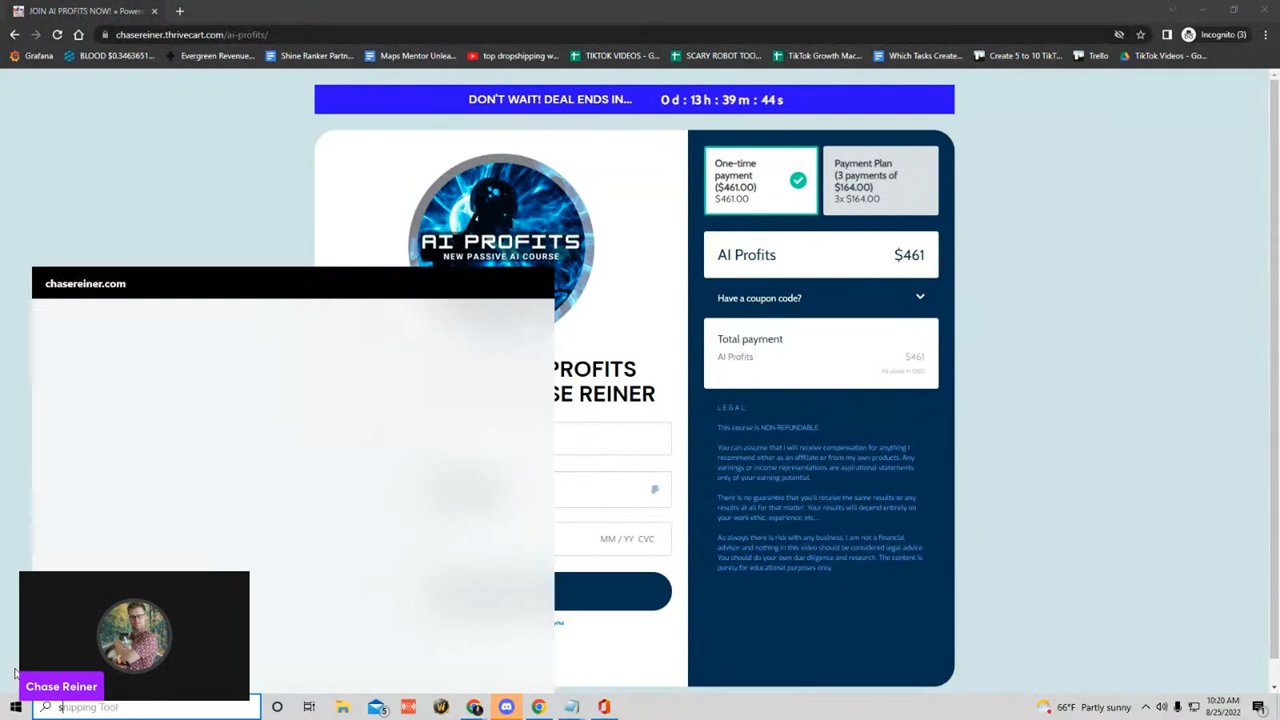 JOIN AI PROFITS NOW! • Power
chasereiner.thrivecart.com/ai-profits/
Incognito (3)
Grafana
BLOOD $0.3463651...
Evergreen Revenue...
Shine Ranker Partn...
Maps Mentor Unlea...
top dropshipping w...
TIKTOK VIDEOS - G...
SCARY ROBOT TOO...
TikTok Growth Mac...
Which Tasks Create...
Create 5 to 10 TikT...
Trello
TikTok Videos - Go...
DON'T WAIT! DEAL ENDS IN... 0 d : 13 h : 39 m : 44 s
AI PROFITS
NEW PASSIVE AI COURSE
One-time
payment
($461.00)
$461.00
Payment Plan
(3 payments of
$164.00)
3x $164.00
AI Profits $461
Have a coupon code?
Total payment
AI Profits $461
All prices in USD
LEGAL:
This course is NON-REFUNDABLE.
You can assume that I will receive compensation for anything I
recommend either as an affiliate or from my own products. Any
earnings or income representations are aspirational statements
only of your earning potential.
There is no guarantee that you'll receive the same results or any
results at all for that matter. Your results will depend entirely on
your work ethic, experience, etc...
As always there is risk with any business. I am not a financial
advisor and nothing in this video should be considered legal advice.
You should do your own due diligence and research. The content is
purely for educational purposes only.
chasereiner.com
PROFITS
SE REINER
MM / YY CVC
Chase Reiner
snipping Tool
5
66°F Partly sunny
10:20 AM
8/25/2022